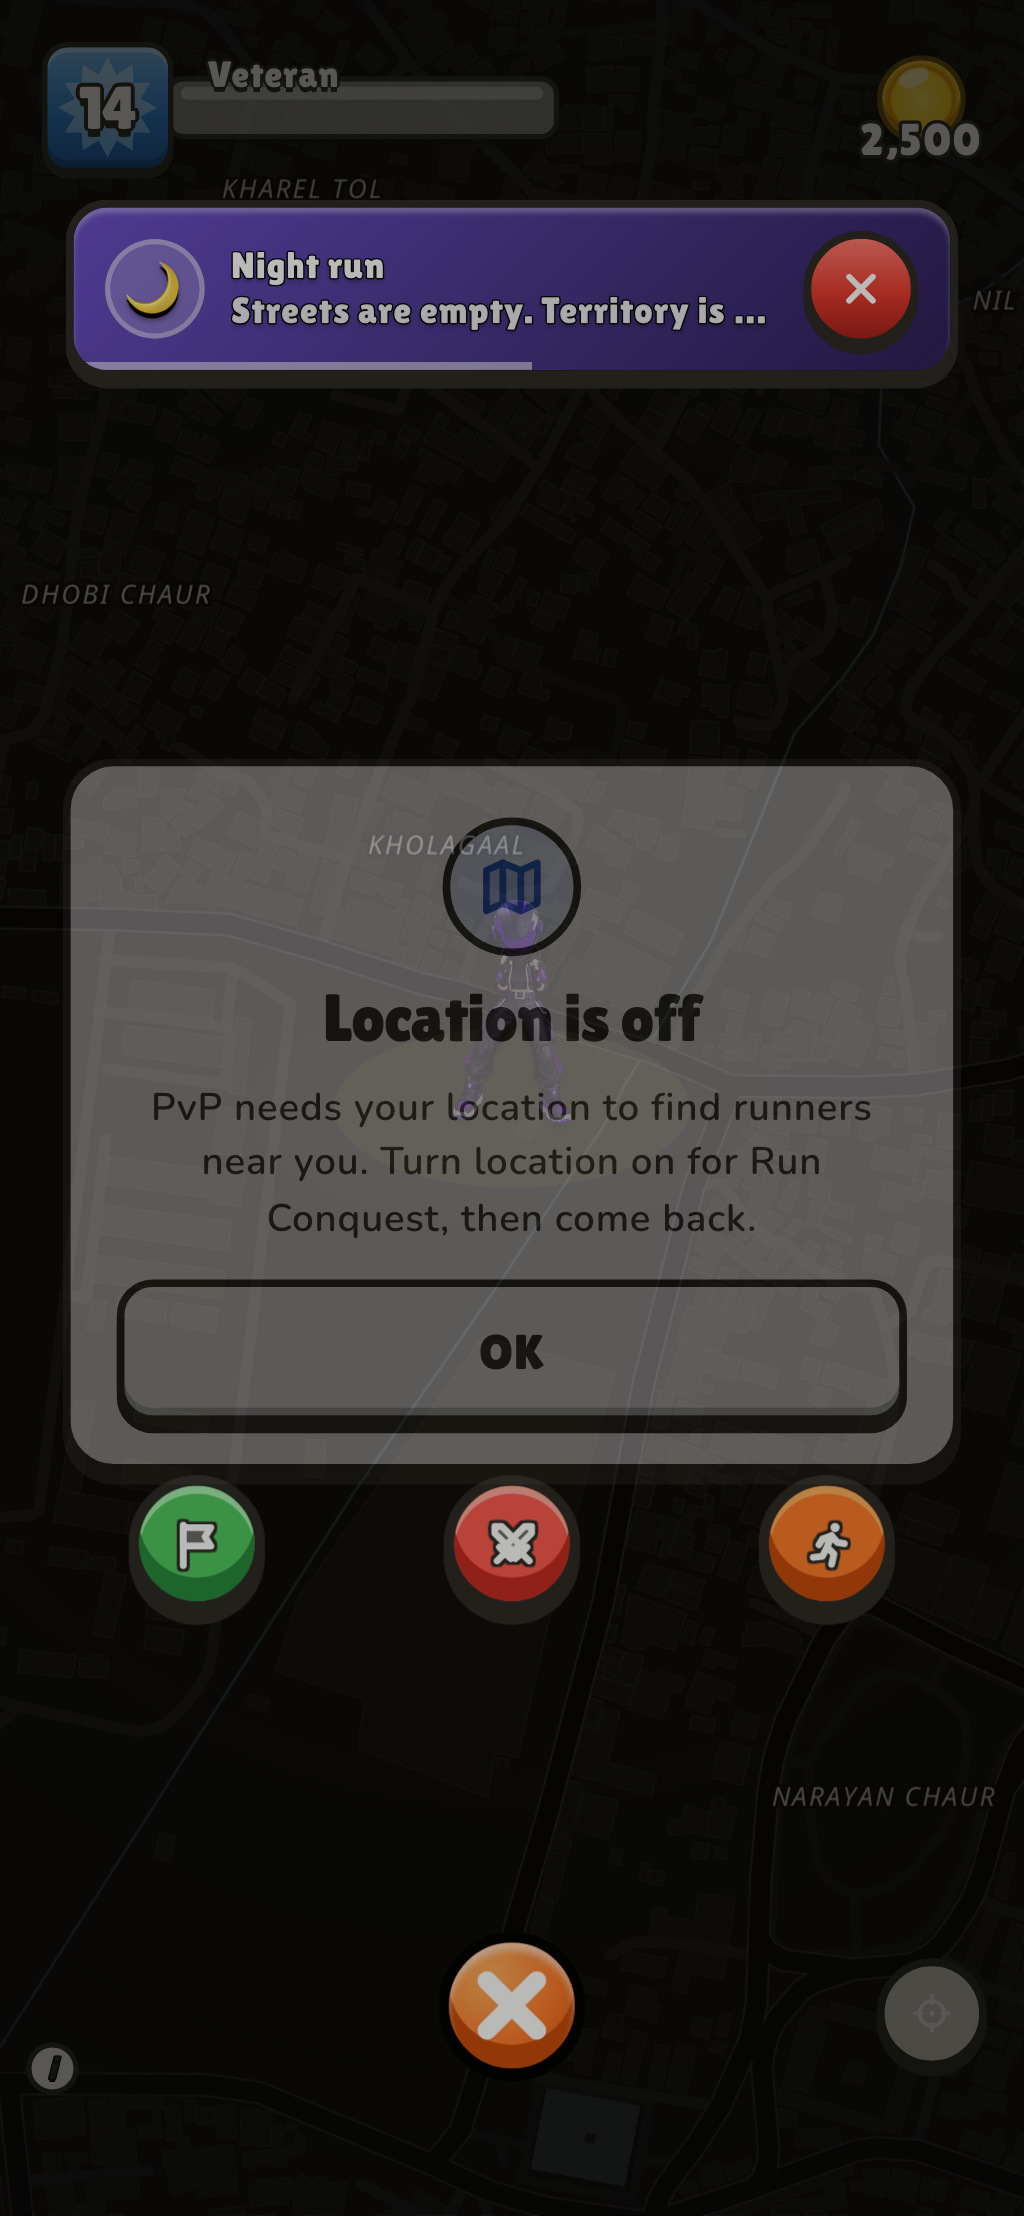 14
Veteran
2,500
KHAREL TOL
Night run
Streets are empty. Territory is ...
NIL
DHOBI CHAUR
KHOLAGAAL
Location is off
PvP needs your location to find runners
near you. Turn location on for Run
Conquest, then come back.
OK
NARAYAN CHAUR